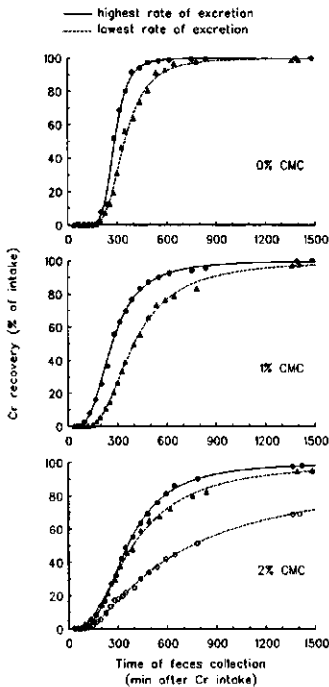 highest rate of excretion
lowest rate of excretion
100
80
60
40
20
0
0 300 600 900 1200 1500
0% CMC
100
80
60
40
20
0
0 300 600 900 1200 1500
1% CMC
Cr recovery (% of intake)
100
80
60
40
20
0
0 300 600 900 1200 1500
2% CMC
Time of feces collection
(min after Cr intake)